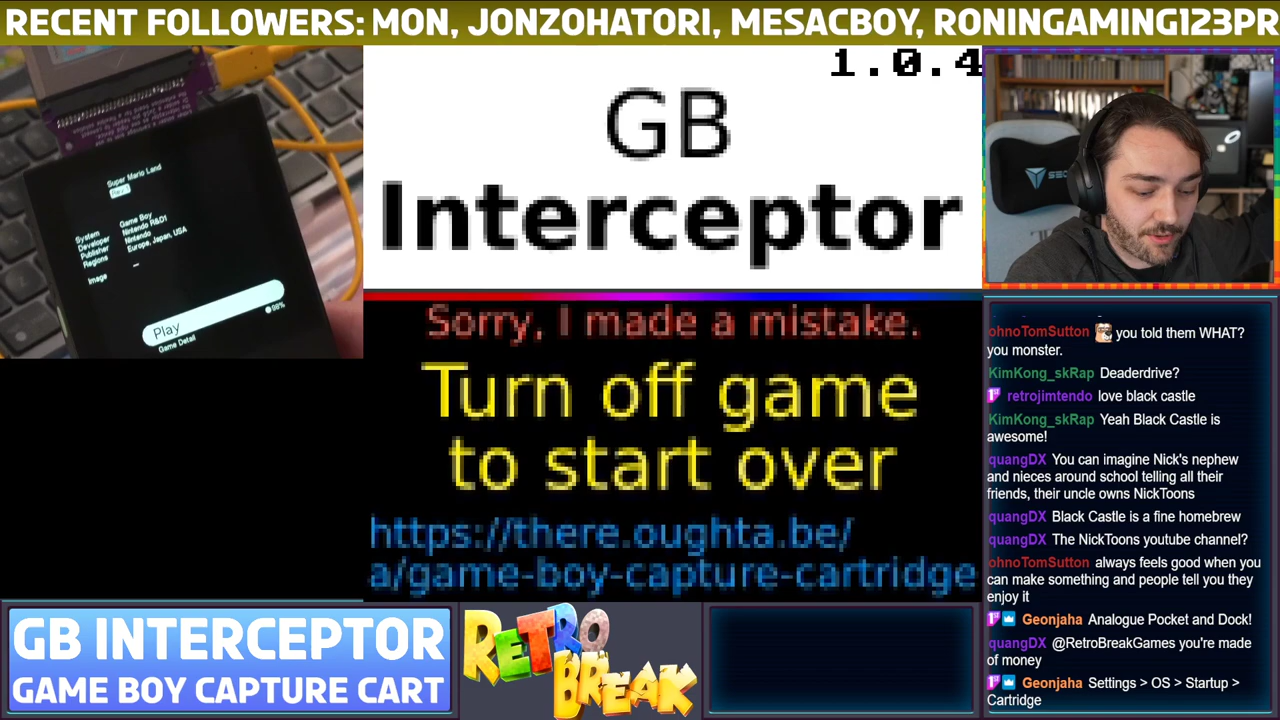 RECENT FOLLOWERS: MON, JONZOHATORI, MESACBOY, RONINGAMING123PR
Super Mario Land
Play
System Game Boy
Developer Nintendo R&D1
Publisher Nintendo
Regions Europe, Japan, USA
Image
Play
98%
Game Detail
1.0.4
GB
Interceptor
Sorry, I made a mistake.
Turn off game
to start over
https://there.oughta.be/
a/game-boy-capture-cartridge
ohnoTomSutton you told them WHAT?
you monster.
KimKong_skRap Deaderdrive?
retrojimtendo love black castle
KimKong_skRap Yeah Black Castle is
awesome!
quangDX You can imagine Nick's nephew
and nieces around school telling all their
friends, their uncle owns NickToons
quangDX Black Castle is a fine homebrew
quangDX The NickToons youtube channel?
ohnoTomSutton always feels good when you
can make something and people tell you they
enjoy it
Geonjaha Analogue Pocket and Dock!
quangDX @RetroBreakGames you're made
of money
Geonjaha Settings > OS > Startup >
Cartridge
GB INTERCEPTOR
GAME BOY CAPTURE CART
RETRO
BREAK